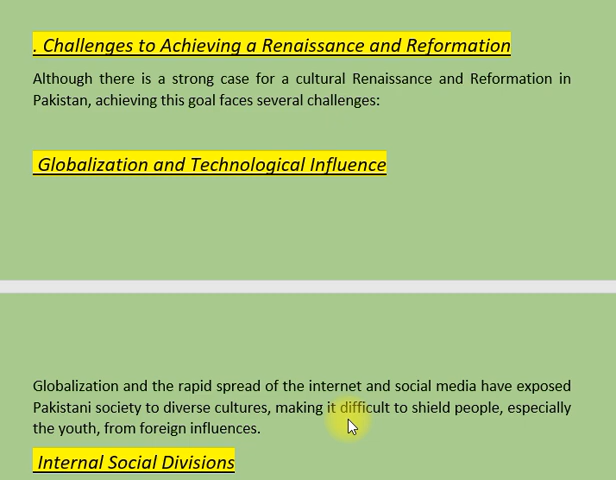 . Challenges to Achieving a Renaissance and Reformation
Although there is a strong case for a cultural Renaissance and Reformation in
Pakistan, achieving this goal faces several challenges:
Globalization and Technological Influence
Globalization and the rapid spread of the internet and social media have exposed
Pakistani society to diverse cultures, making it difficult to shield people, especially
the youth, from foreign influences.
Internal Social Divisions